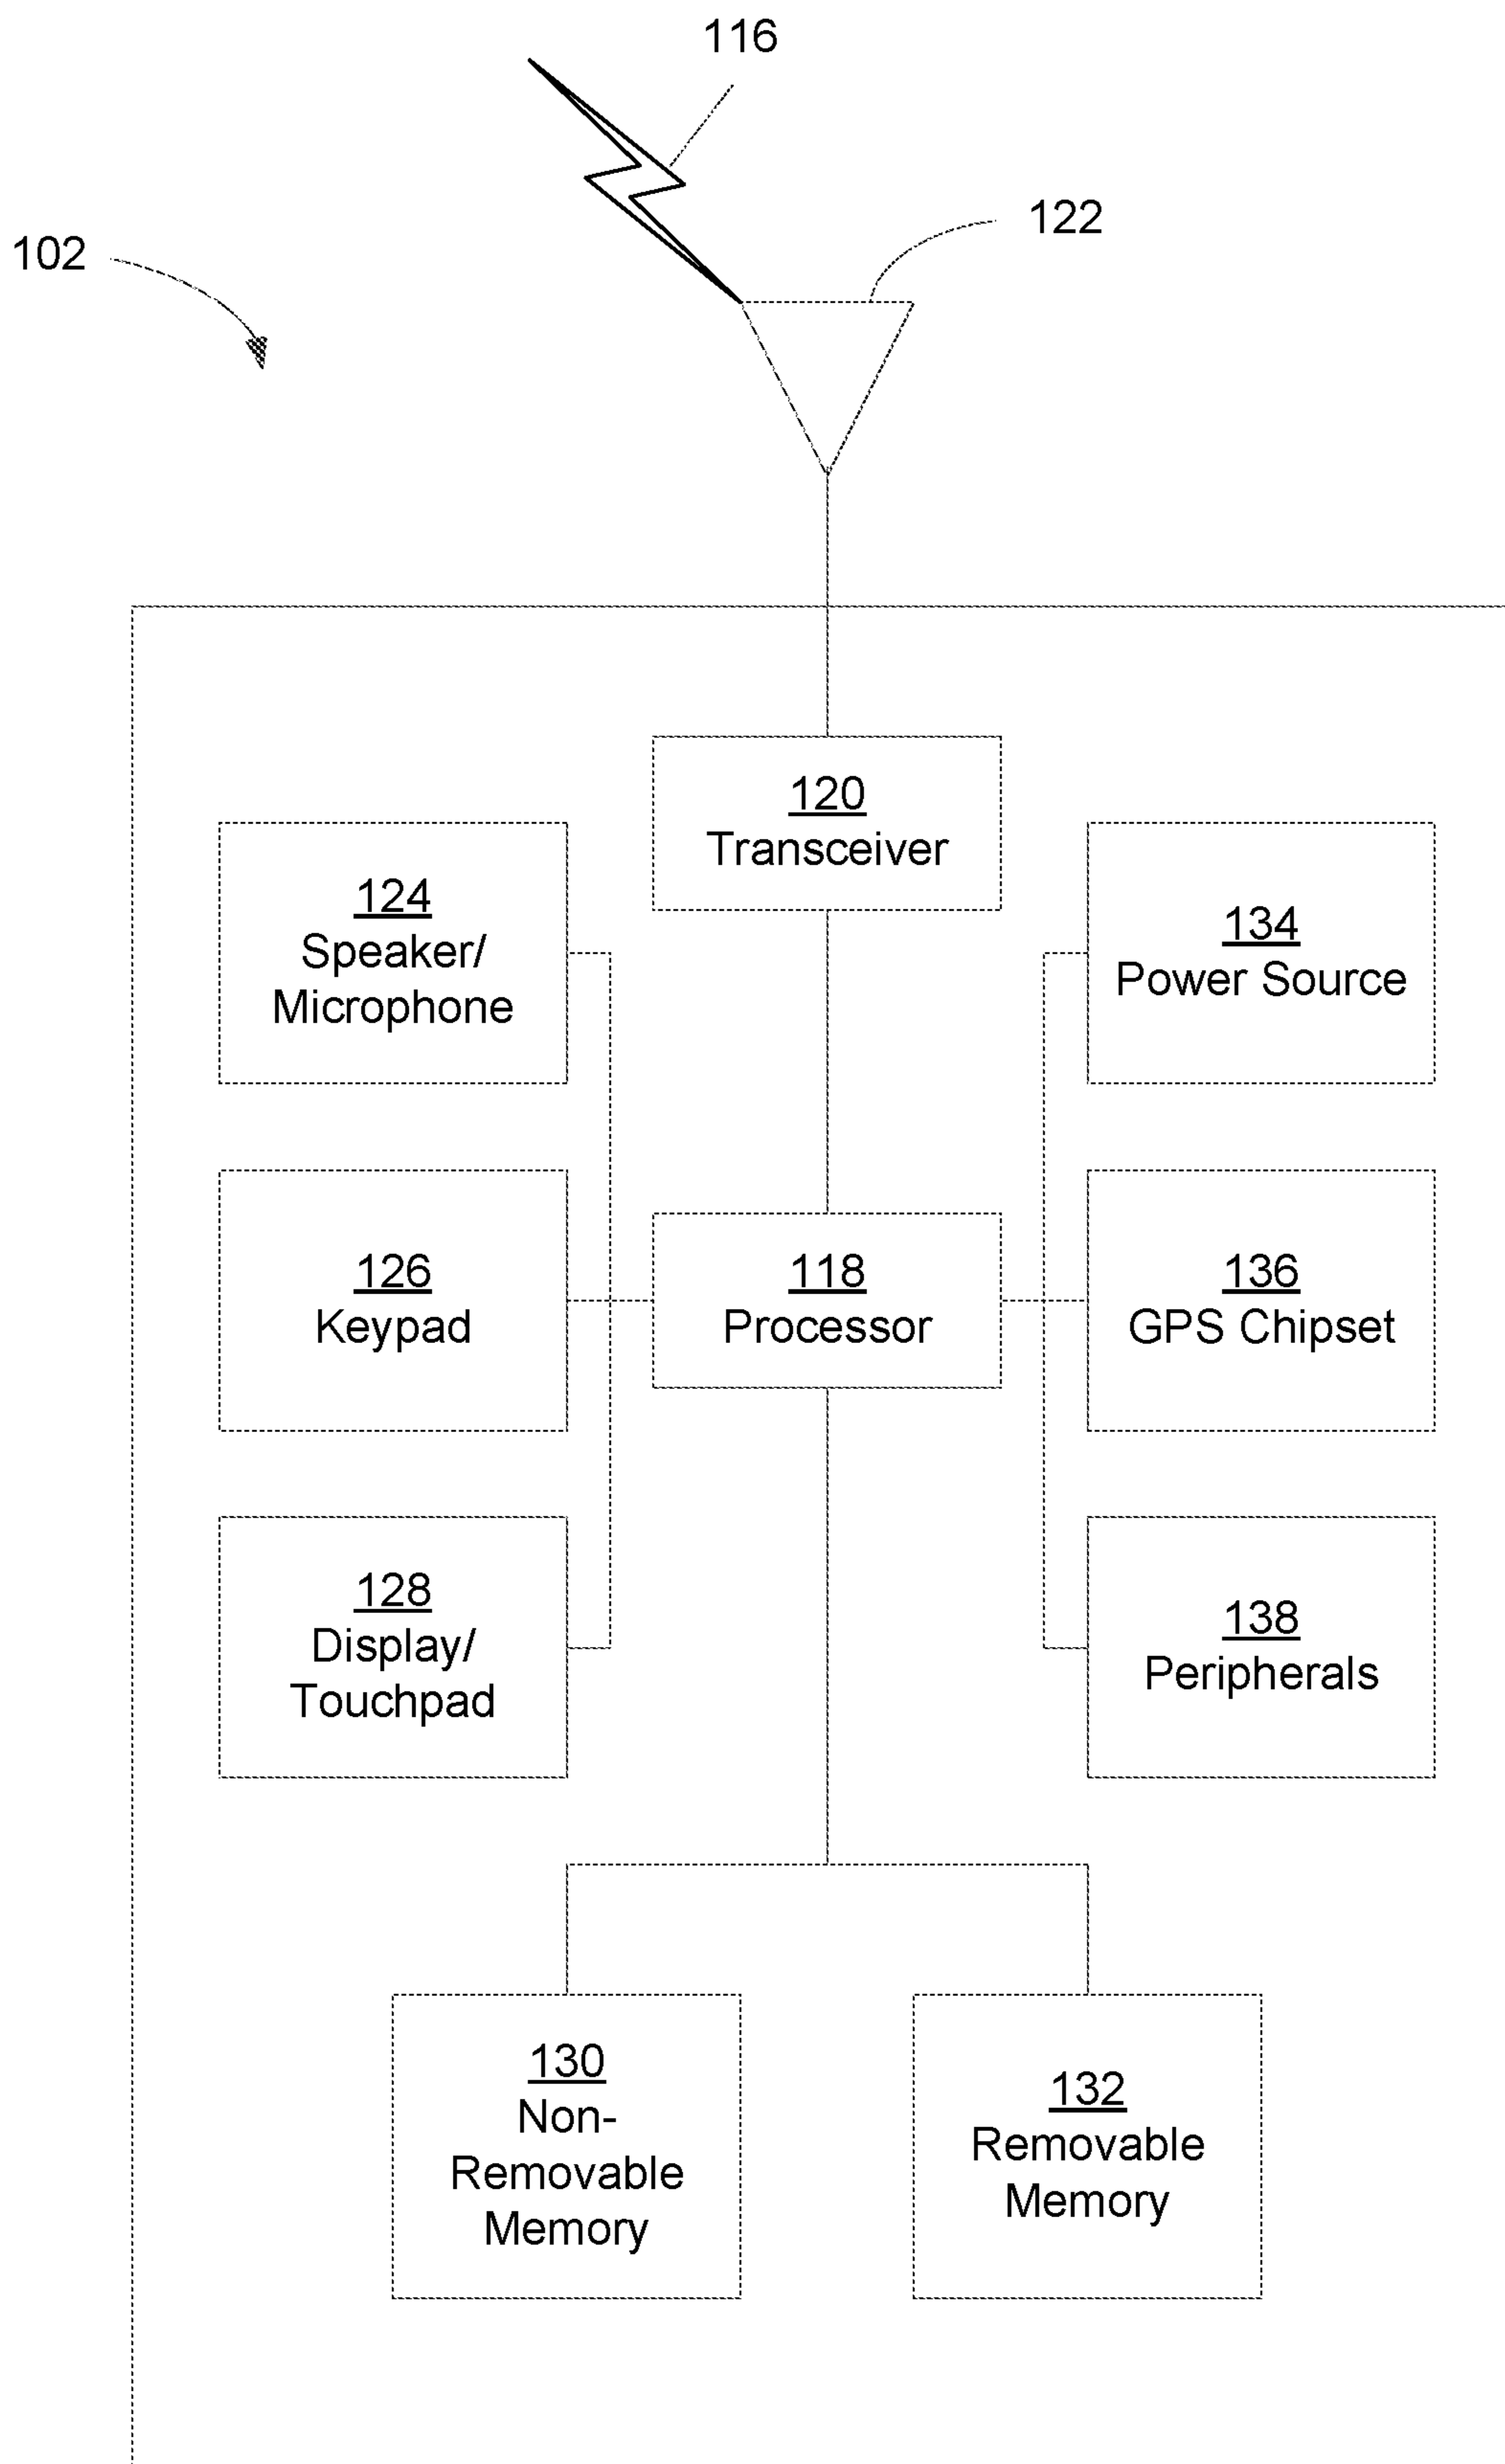 116
122
102
120
Transceiver
124
Speaker/
Microphone
134
Power Source
126
Keypad
118
Processor
136
GPS Chipset
128
Display/
Touchpad
138
Peripherals
130
Non-
Removable
Memory
132
Removable
Memory